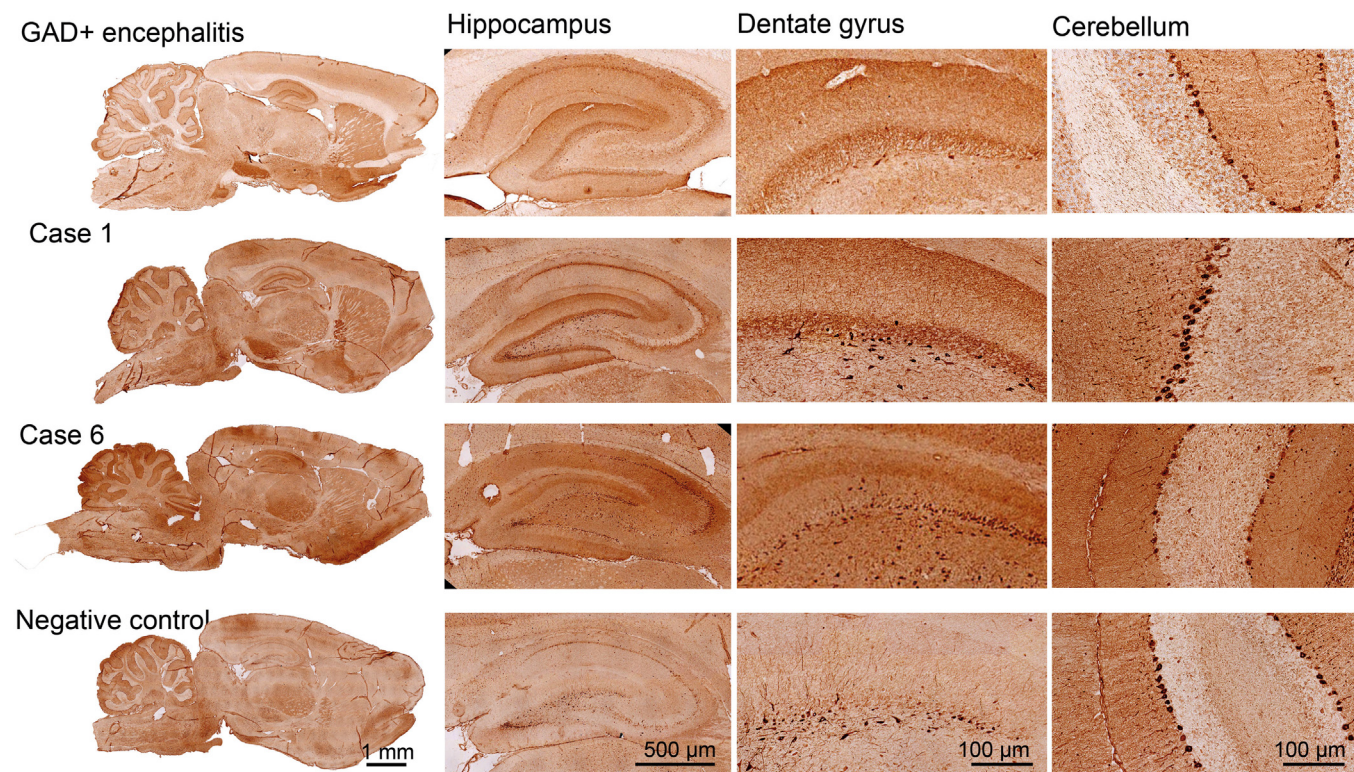 GAD+ encephalitis
Hippocampus
Dentate gyrus
Cerebellum
Case 1
Case 6
Negative control
1 mm
500 µm
100 µm
100 µm